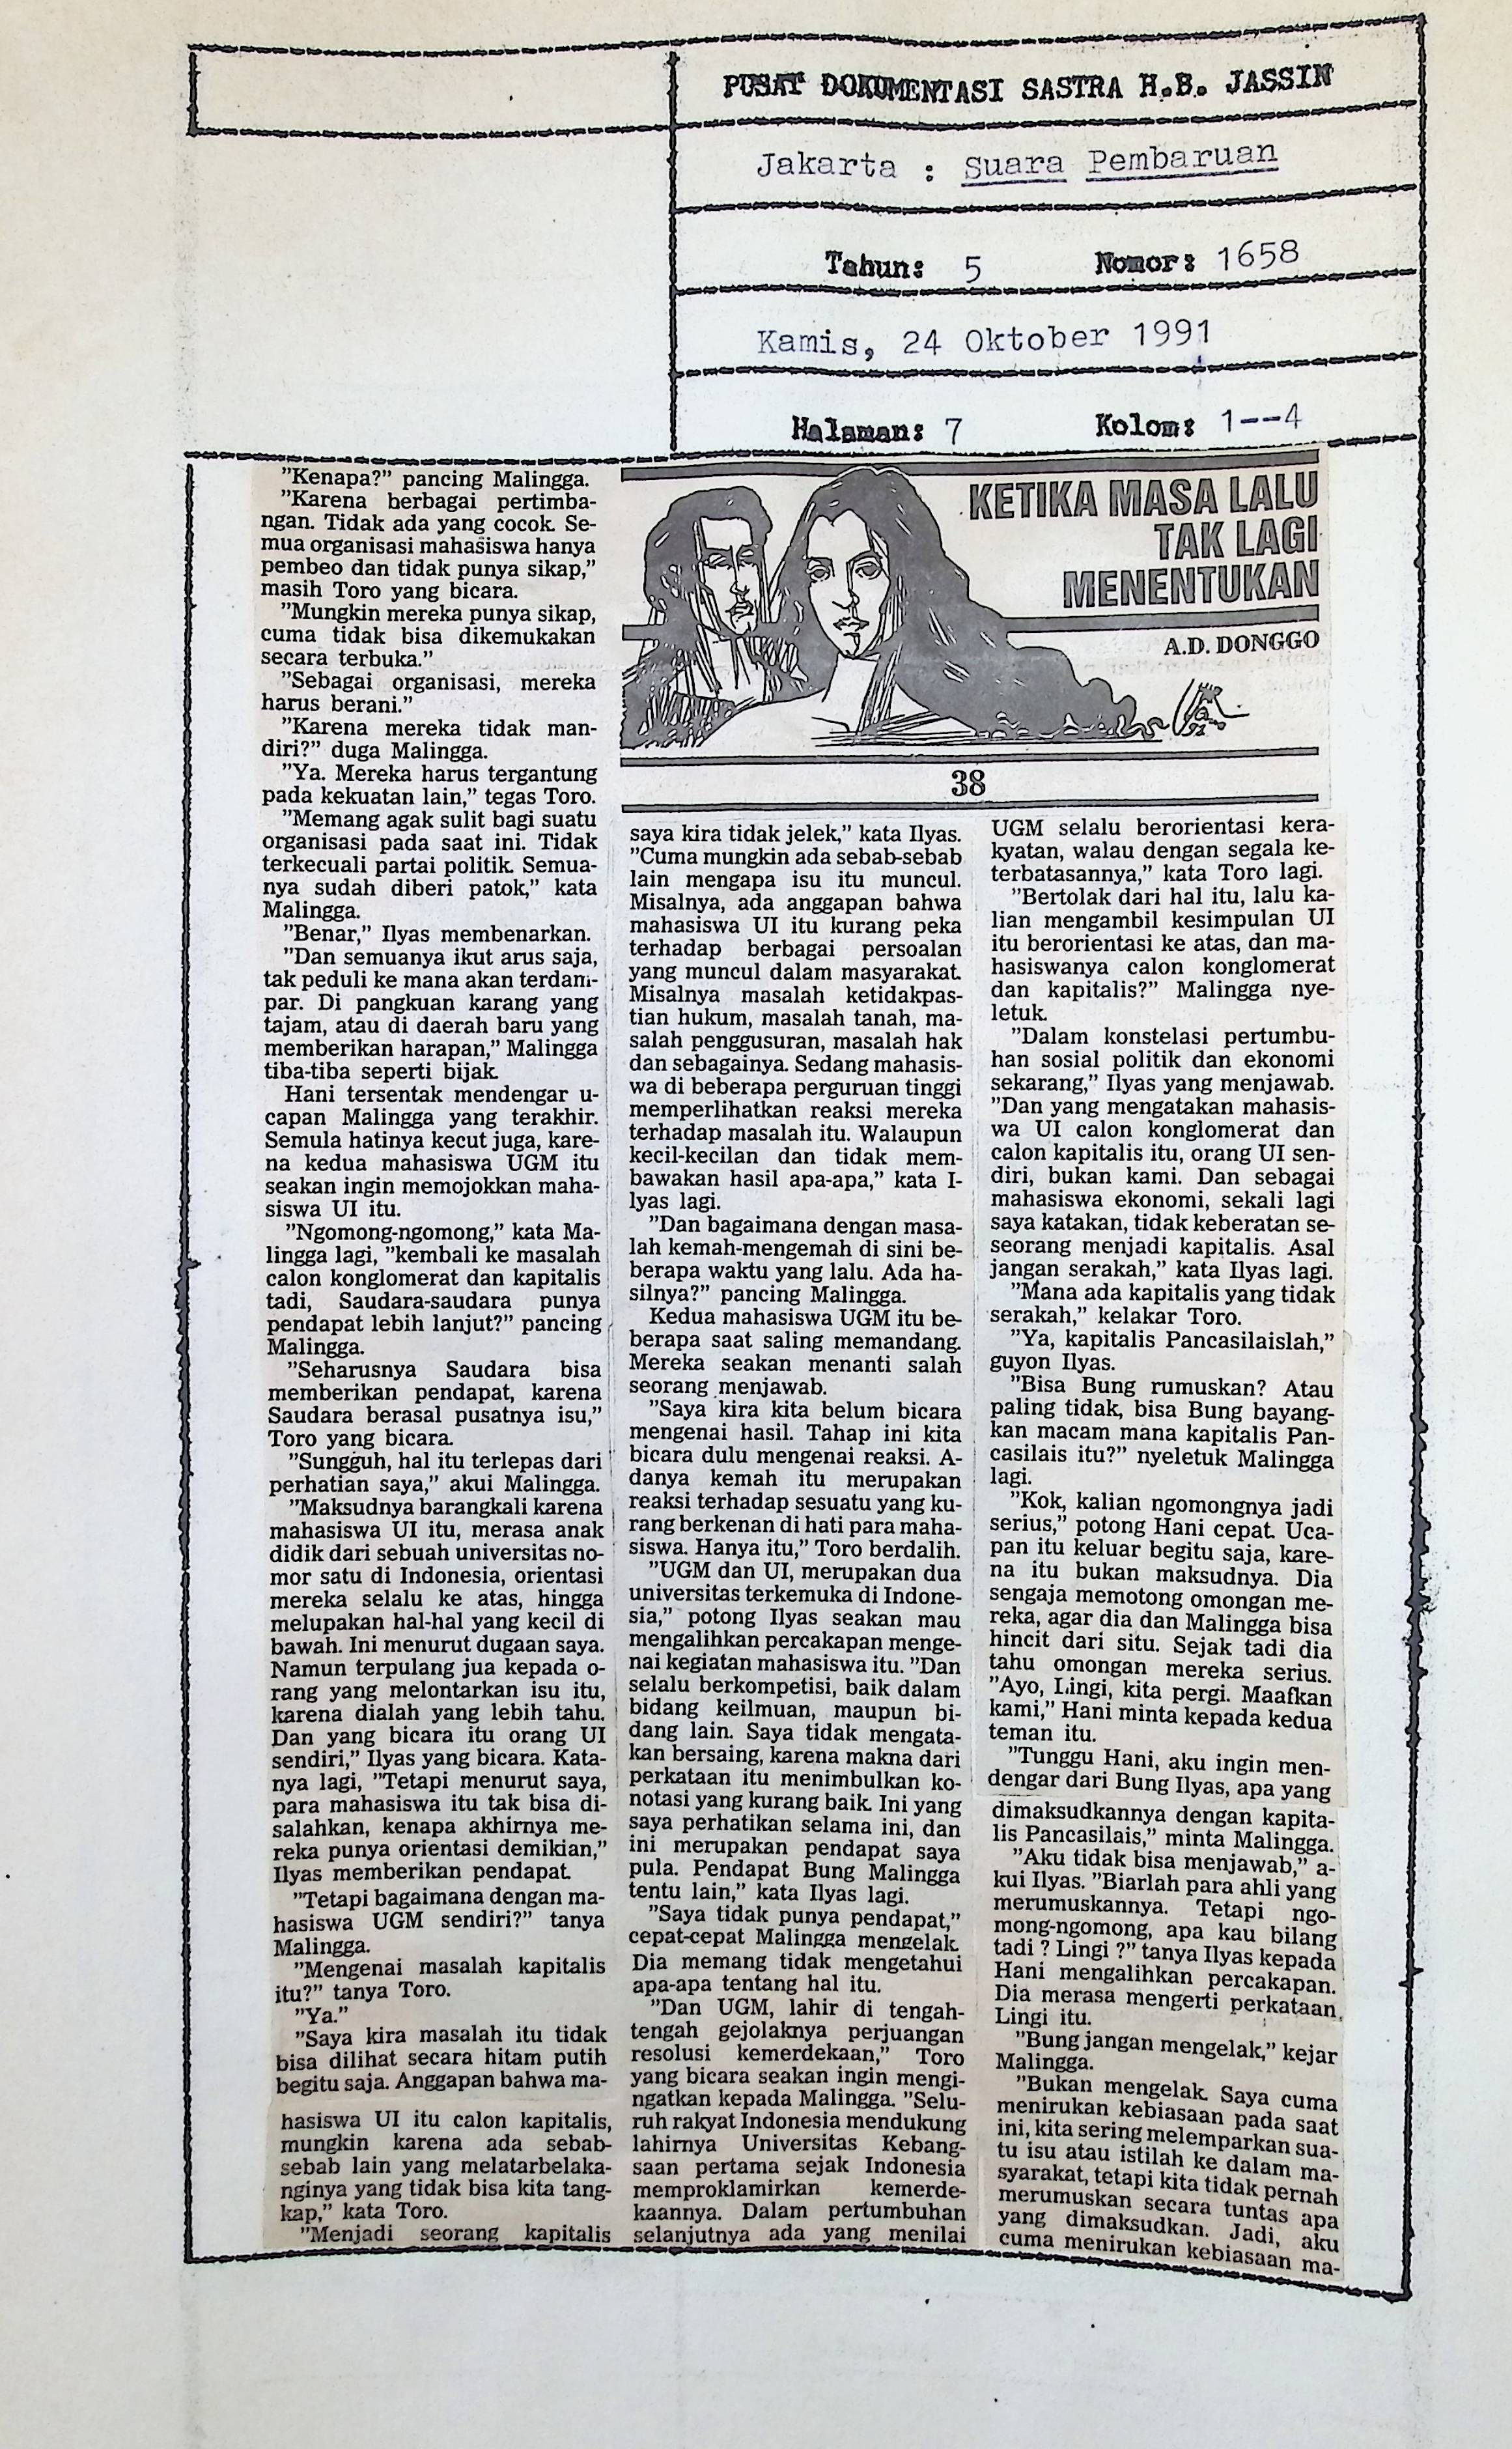 PUSAT DOKUMENTASI SASTRA H.B. JASSIN
Jakarta : Suara Pembaruan
Tahun: 5 Nomor: 1658
Kamis, 24 Oktober 1991
Halaman: 7 Kolom: 1--4
KETIKA MASA LALU
TAK LAGI
MENENTUKAN
A.D. DONGGO
38
"Kenapa?" pancing Malingga.
"Karena berbagai pertimba-
ngan. Tidak ada yang cocok. Se-
mua organisasi mahasiswa hanya
pembeo dan tidak punya sikap,"
masih Toro yang bicara.
"Mungkin mereka punya sikap,
cuma tidak bisa dikemukakan
secara terbuka."
"Sebagai organisasi, mereka
harus berani."
"Karena mereka tidak man-
diri?" duga Malingga.
"Ya. Mereka harus tergantung
pada kekuatan lain," tegas Toro.
"Memang agak sulit bagi suatu
organisasi pada saat ini. Tidak
terkecuali partai politik. Semua-
nya sudah diberi patok," kata
Malingga.
"Benar," Ilyas membenarkan.
"Dan semuanya ikut arus saja,
tak peduli ke mana akan terdam-
par. Di pangkuan karang yang
tajam, atau di daerah baru yang
memberikan harapan," Malingga
tiba-tiba seperti bijak.
Hani tersentak mendengar u-
capan Malingga yang terakhir.
Semula hatinya kecut juga, kare-
na kedua mahasiswa UGM itu
seakan ingin memojokkan maha-
siswa UI itu.
"Ngomong-ngomong," kata Ma-
lingga lagi, "kembali ke masalah
calon konglomerat dan kapitalis
tadi, Saudara-saudara punya
pendapat lebih lanjut?" pancing
Malingga.
"Seharusnya Saudara bisa
memberikan pendapat, karena
Saudara berasal pusatnya isu,"
Toro yang bicara.
"Sungguh, hal itu terlepas dari
perhatian saya," akui Malingga.
"Maksudnya barangkali karena
mahasiswa UI itu, merasa anak
didik dari sebuah universitas no-
mor satu di Indonesia, orientasi
mereka selalu ke atas, hingga
melupakan hal-hal yang kecil di
bawah. Ini menurut dugaan saya.
Namun terpulang jua kepada o-
rang yang melontarkan isu itu,
karena dialah yang lebih tahu.
Dan yang bicara itu orang UI
sendiri," Ilyas yang bicara. Kata-
nya lagi, "Tetapi menurut saya,
para mahasiswa itu tak bisa di-
salahkan, kenapa akhirnya me-
reka punya orientasi demikian,"
Ilyas memberikan pendapat.
"Tetapi bagaimana dengan ma-
hasiswa UGM sendiri?" tanya
Malingga.
"Mengenai masalah kapitalis
itu?" tanya Toro.
"Ya."
"Saya kira masalah itu tidak
bisa dilihat secara hitam putih
begitu saja. Anggapan bahwa ma-
hasiswa UI itu calon kapitalis,
mungkin karena ada sebab-
sebab lain yang melatarbelaka-
nginya yang tidak bisa kita tang-
kap," kata Toro.
"Menjadi seorang kapitalis
saya kira tidak jelek," kata Ilyas.
"Cuma mungkin ada sebab-sebab
lain mengapa isu itu muncul.
Misalnya, ada anggapan bahwa
mahasiswa UI itu kurang peka
terhadap berbagai persoalan
yang muncul dalam masyarakat.
Misalnya masalah ketidakpas-
tian hukum, masalah tanah, ma-
salah penggusuran, masalah hak
dan sebagainya. Sedang mahasis-
wa di beberapa perguruan tinggi
memperlihatkan reaksi mereka
terhadap masalah itu. Walaupun
kecil-kecilan dan tidak mem-
bawakan hasil apa-apa," kata I-
lyas lagi.
"Dan bagaimana dengan masa-
lah kemah-mengemah di sini be-
berapa waktu yang lalu. Ada ha-
silnya?" pancing Malingga.
Kedua mahasiswa UGM itu be-
berapa saat saling memandang.
Mereka seakan menanti salah
seorang menjawab.
"Saya kira kita belum bicara
mengenai hasil. Tahap ini kita
bicara dulu mengenai reaksi. A-
danya kemah itu merupakan
reaksi terhadap sesuatu yang ku-
rang berkenan di hati para maha-
siswa. Hanya itu," Toro berdalih.
"UGM dan UI, merupakan dua
universitas terkemuka di Indone-
sia," potong Ilyas seakan mau
mengalihkan percakapan menge-
nai kegiatan mahasiswa itu. "Dan
selalu berkompetisi, baik dalam
bidang keilmuan, maupun bi-
dang lain. Saya tidak mengata-
kan bersaing, karena makna dari
perkataan itu menimbulkan ko-
notasi yang kurang baik. Ini yang
saya perhatikan selama ini, dan
ini merupakan pendapat saya
pula. Pendapat Bung Malingga
tentu lain," kata Ilyas lagi.
"Saya tidak punya pendapat,"
cepat-cepat Malingga mengelak.
Dia memang tidak mengetahui
apa-apa tentang hal itu.
"Dan UGM, lahir di tengah-
tengah gejolaknya perjuangan
resolusi kemerdekaan," Toro
yang bicara seakan ingin mengi-
ngatkan kepada Malingga. "Selu-
ruh rakyat Indonesia mendukung
lahirnya Universitas Kebang-
saan pertama sejak Indonesia
memproklamirkan kemerde-
kaannya. Dalam pertumbuhan
selanjutnya ada yang menilai
UGM selalu berorientasi kera-
kyatan, walau dengan segala ke-
terbatasannya," kata Toro lagi.
"Bertolak dari hal itu, lalu ka-
lian mengambil kesimpulan UI
itu berorientasi ke atas, dan ma-
hasiswanya calon konglomerat
dan kapitalis?" Malingga nye-
letuk.
"Dalam konstelasi pertumbu-
han sosial politik dan ekonomi
sekarang," Ilyas yang menjawab.
"Dan yang mengatakan mahasis-
wa UI calon konglomerat dan
calon kapitalis itu, orang UI sen-
diri, bukan kami. Dan sebagai
mahasiswa ekonomi, sekali lagi
saya katakan, tidak keberatan se-
seorang menjadi kapitalis. Asal
jangan serakah," kata Ilyas lagi.
"Mana ada kapitalis yang tidak
serakah," kelakar Toro.
"Ya, kapitalis Pancasilaislah,"
guyon Ilyas.
"Bisa Bung rumuskan? Atau
paling tidak, bisa Bung bayang-
kan macam mana kapitalis Pan-
casilais itu?" nyeletuk Malingga
lagi.
"Kok, kalian ngomongnya jadi
serius," potong Hani cepat. Uca-
pan itu keluar begitu saja, kare-
na itu bukan maksudnya. Dia
sengaja memotong omongan me-
reka, agar dia dan Malingga bisa
hincit dari situ. Sejak tadi dia
tahu omongan mereka serius.
"Ayo, Lingi, kita pergi. Maafkan
kami," Hani minta kepada kedua
teman itu.
"Tunggu Hani, aku ingin men-
dengar dari Bung Ilyas, apa yang
dimaksudkannya dengan kapita-
lis Pancasilais," minta Malingga.
"Aku tidak bisa menjawab," a-
kui Ilyas. "Biarlah para ahli yang
merumuskannya. Tetapi ngo-
mong-ngomong, apa kau bilang
tadi ? Lingi ?" tanya Ilyas kepada
Hani mengalihkan percakapan.
Dia merasa mengerti perkataan
Lingi itu.
"Bung jangan mengelak," kejar
Malingga.
"Bukan mengelak. Saya cuma
menirukan kebiasaan pada saat
ini, kita sering melemparkan sua-
tu isu atau istilah ke dalam ma-
syarakat, tetapi kita tidak pernah
merumuskan secara tuntas apa
yang dimaksudkan. Jadi, aku
cuma menirukan kebiasaan ma-